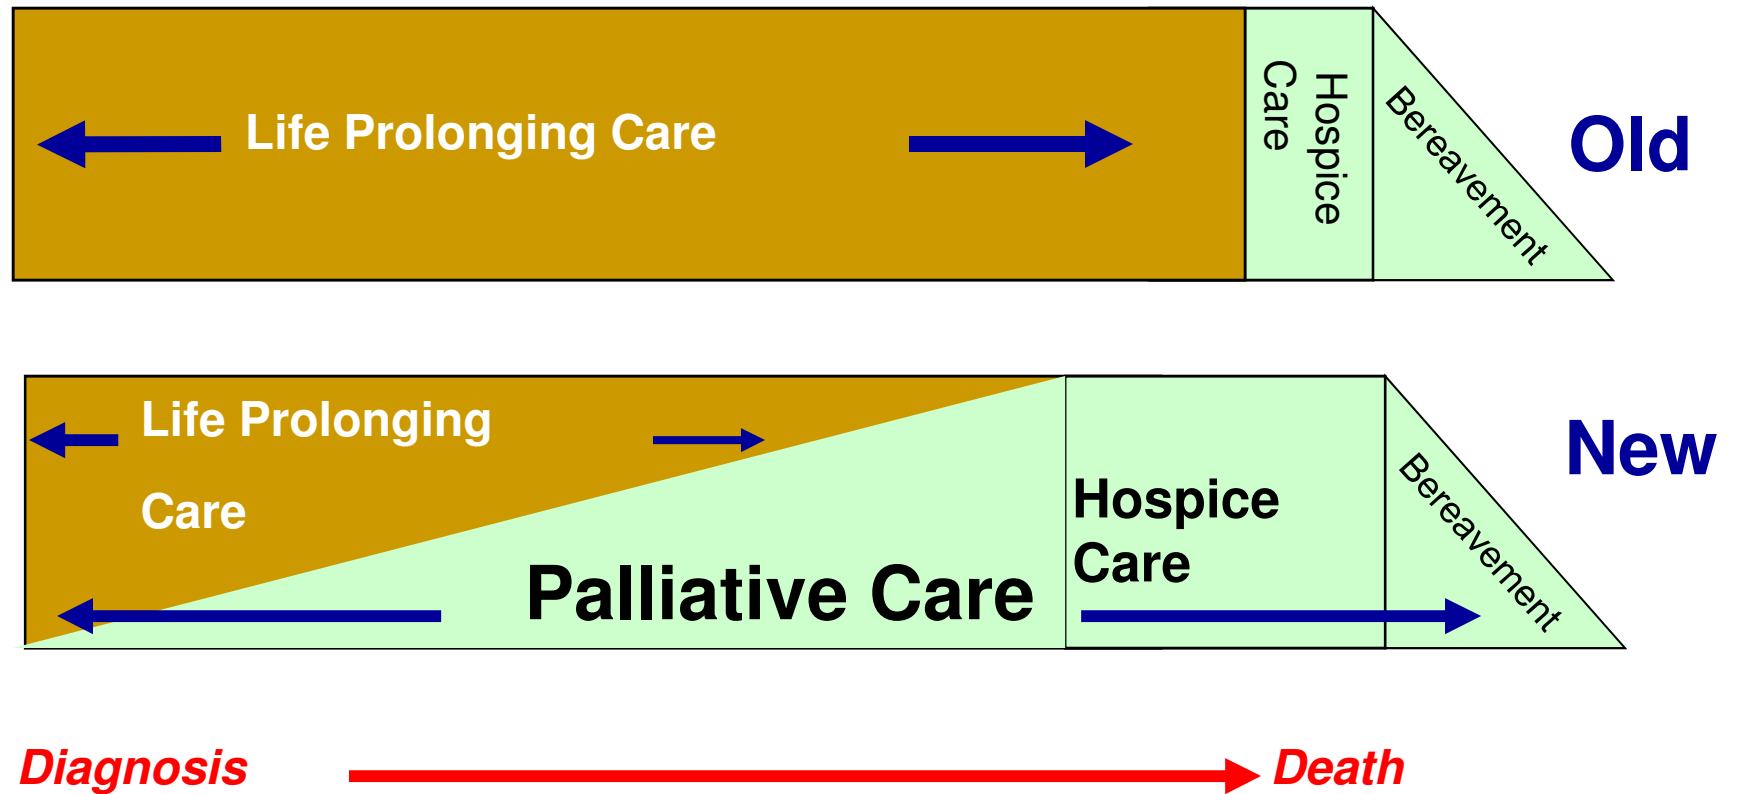 Life Prolonging Care
Hospice
Care
Bereavement
Old
Life Prolonging
Care
Palliative Care
Hospice
Care
Bereavement
New
Diagnosis
Death